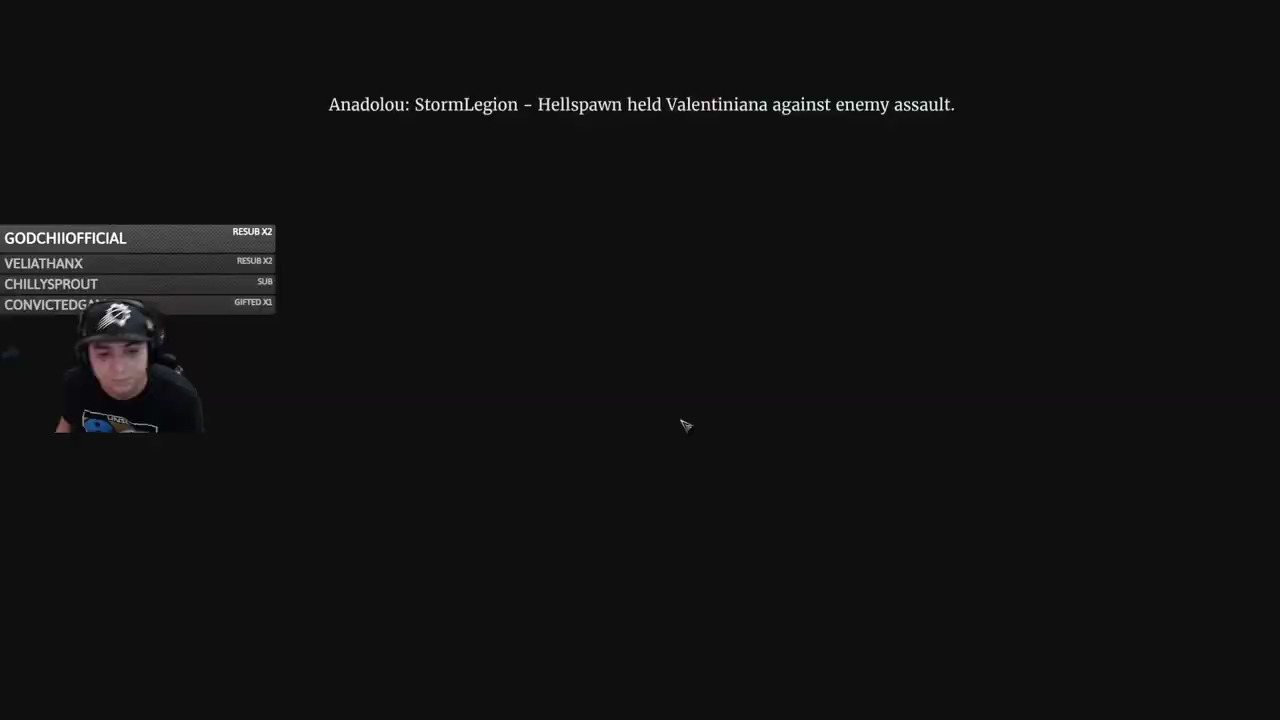 Anadolou: StormLegion - Hellspawn held Valentiniana against enemy assault.
GODCHIIOFFICIAL RESUB X2
VELIATHANX RESUB X2
CHILLYSPROUT SUB
GIFTED X1